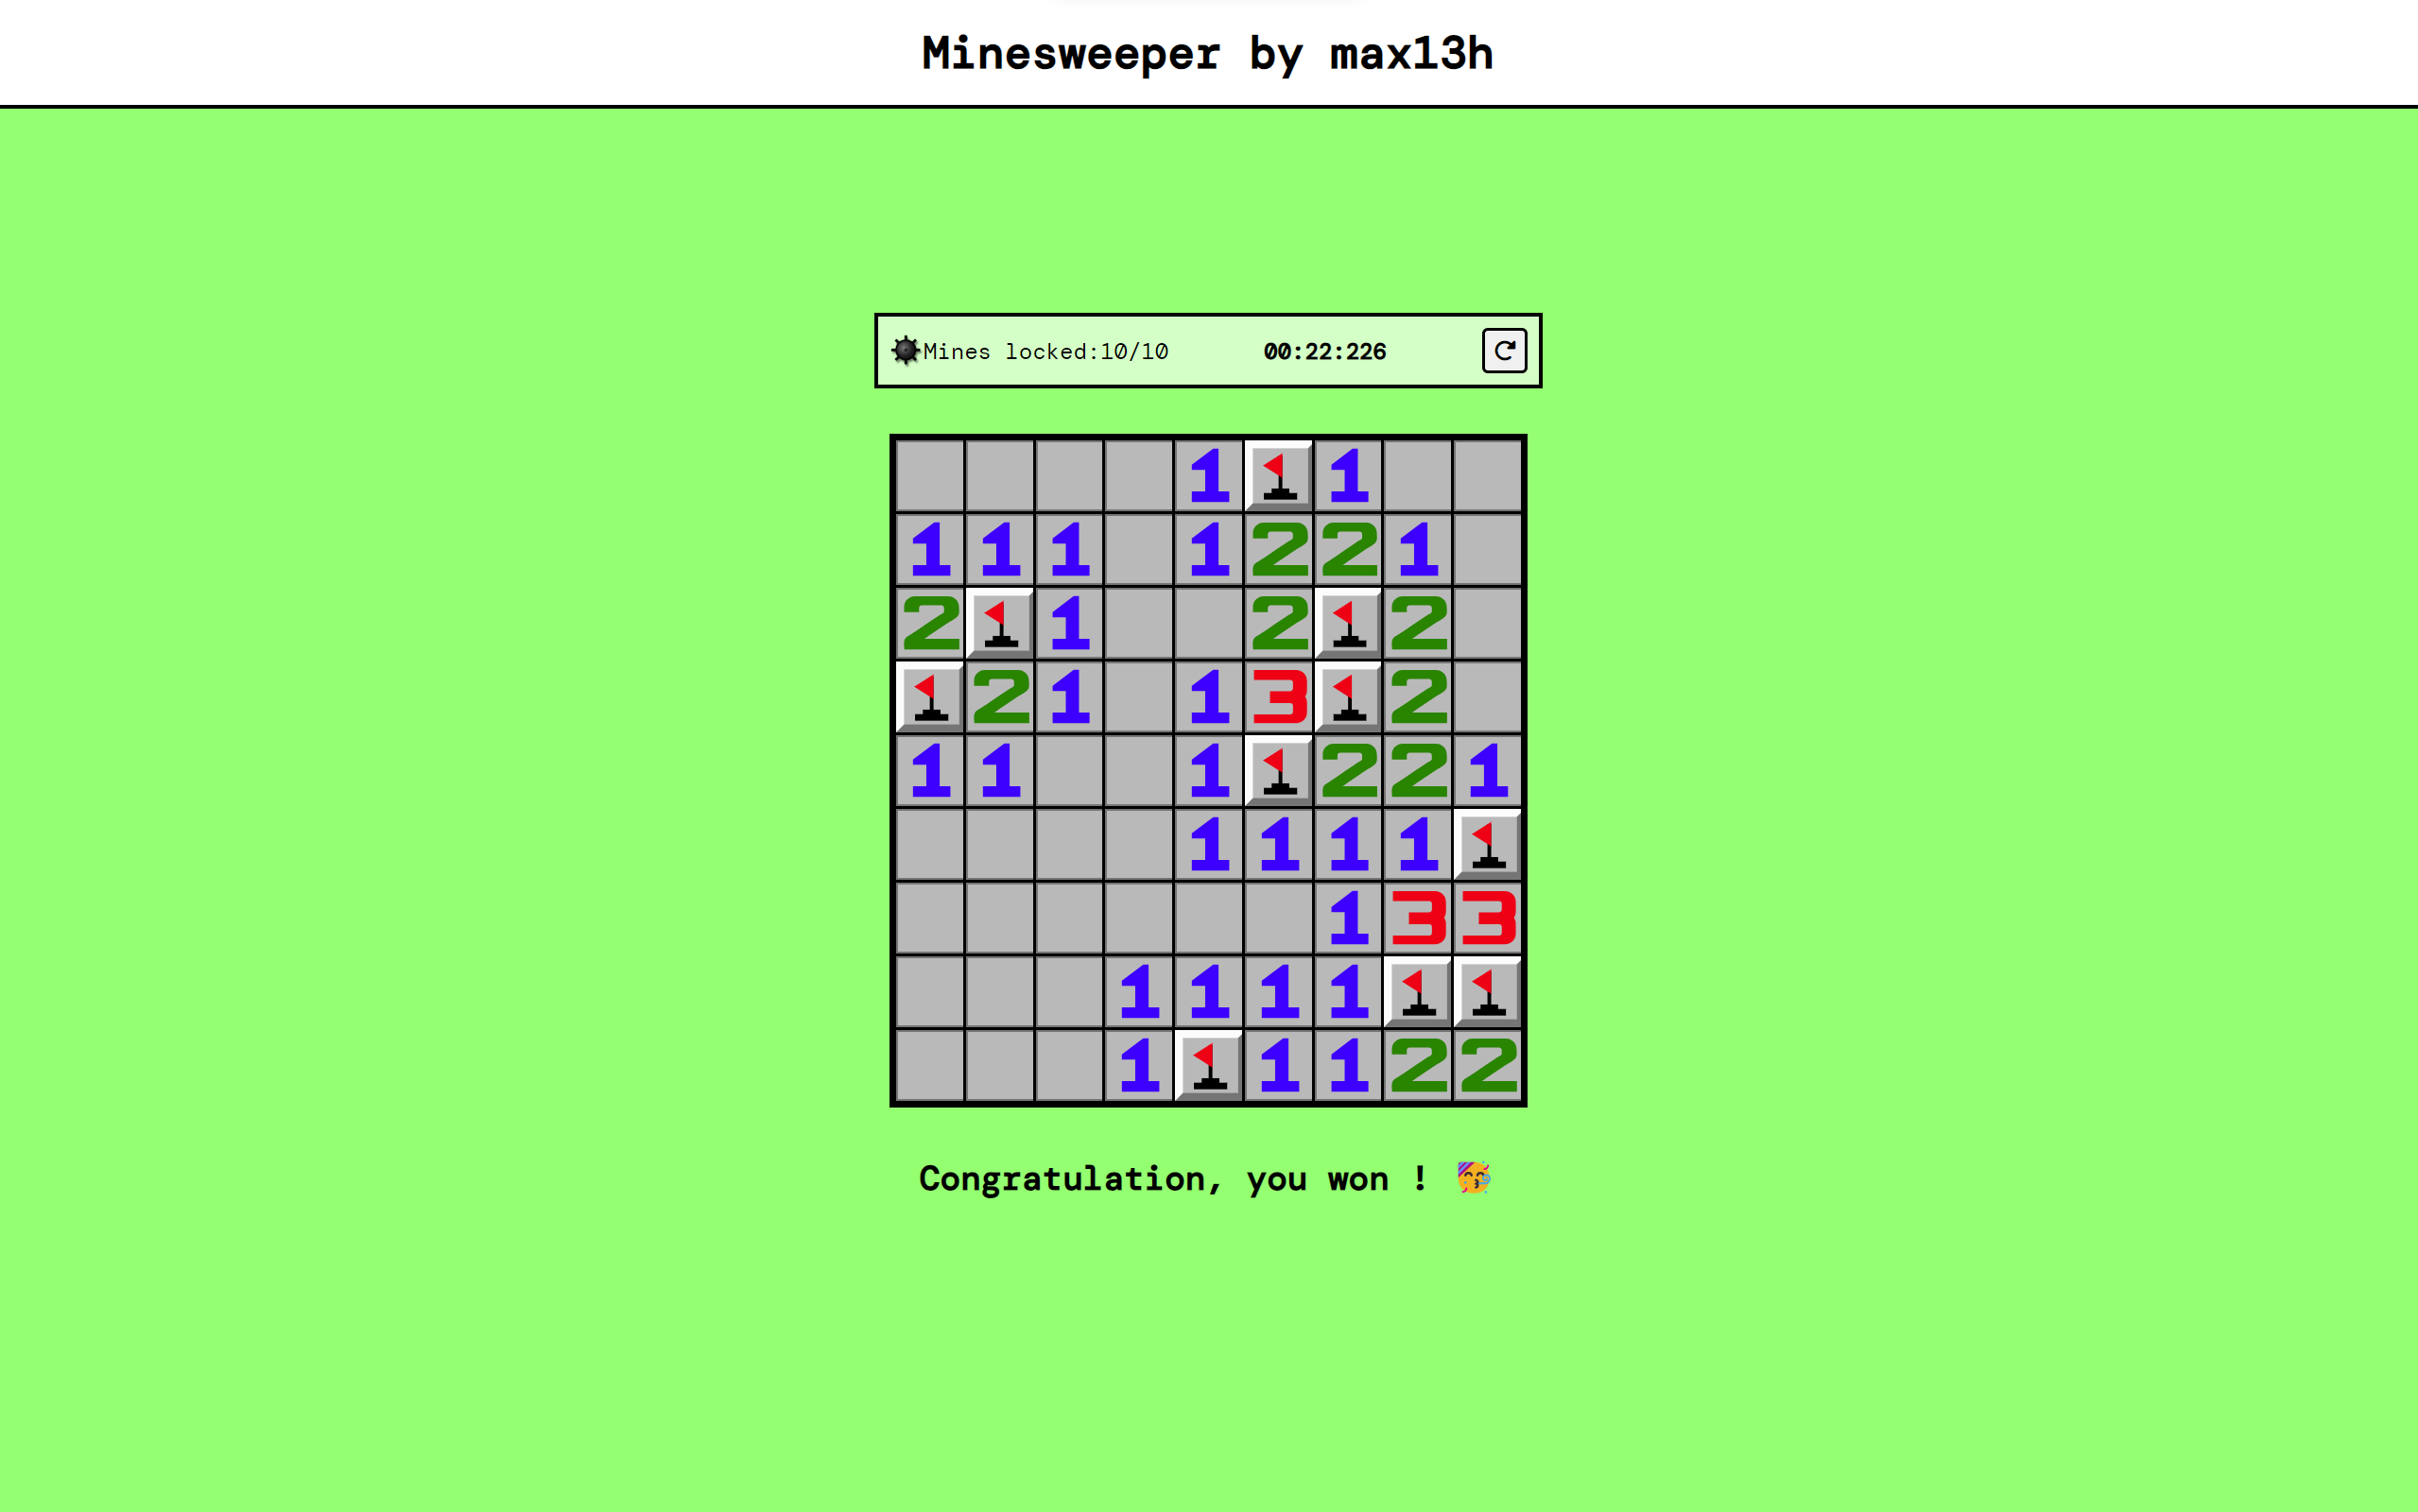 Minesweeper by max13h
Mines locked:10/10 00:22:226
1 1
1 1 1 1 2 2 1
2 1 2 2
2 1 1 3 2
1 1 1 2 2 1
1 1 1 1
1 3 3
1 1 1 1
1 1 1 2 2
Congratulation, you won ! 🥳